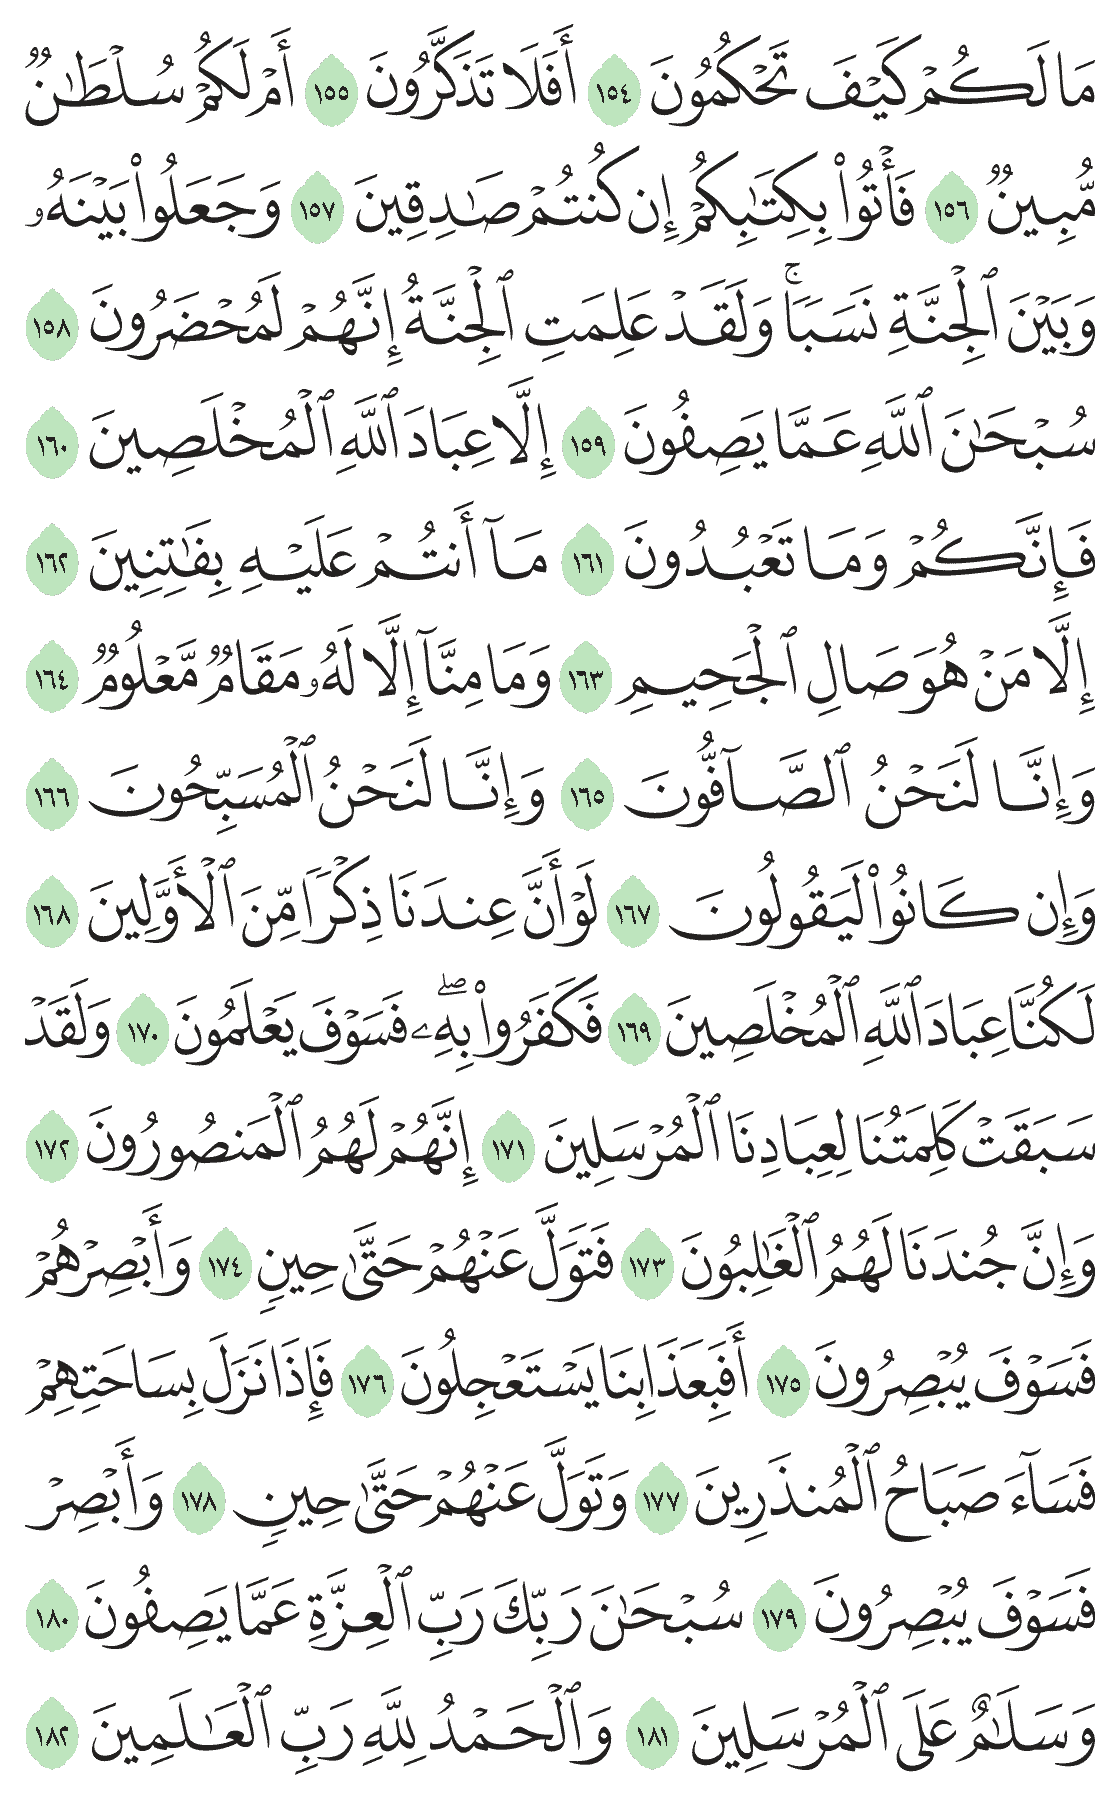 مَا لَكُمْ كَيْفَ تَحْكُمُونَ ١٥٤ أَفَلَا تَذَكَّرُونَ ١٥٥ أَمْ لَكُمْ سُلْطَٰنٌ
مُّبِينٌ ١٥٦ فَأْتُوا۟ بِكِتَٰبِكُمْ إِن كُنتُمْ صَٰدِقِينَ ١٥٧ وَجَعَلُوا۟ بَيْنَهُۥ
وَبَيْنَ ٱلْجِنَّةِ نَسَبًا ۚ وَلَقَدْ عَلِمَتِ ٱلْجِنَّةُ إِنَّهُمْ لَمُحْضَرُونَ ١٥٨
سُبْحَٰنَ ٱللَّهِ عَمَّا يَصِفُونَ ١٥٩ إِلَّا عِبَادَ ٱللَّهِ ٱلْمُخْلَصِينَ ١٦٠
فَإِنَّكُمْ وَمَا تَعْبُدُونَ ١٦١ مَآ أَنتُمْ عَلَيْهِ بِفَٰتِنِينَ ١٦٢
إِلَّا مَنْ هُوَ صَالِ ٱلْجَحِيمِ ١٦٣ وَمَا مِنَّآ إِلَّا لَهُۥ مَقَامٌ مَّعْلُومٌ ١٦٤
وَإِنَّا لَنَحْنُ ٱلصَّآفُّونَ ١٦٥ وَإِنَّا لَنَحْنُ ٱلْمُسَبِّحُونَ ١٦٦
وَإِن كَانُوا۟ لَيَقُولُونَ ١٦٧ لَوْ أَنَّ عِندَنَا ذِكْرًا مِّنَ ٱلْأَوَّلِينَ ١٦٨
لَكُنَّا عِبَادَ ٱللَّهِ ٱلْمُخْلَصِينَ ١٦٩ فَكَفَرُوا۟ بِهِۦ ۖ فَسَوْفَ يَعْلَمُونَ ١٧٠ وَلَقَدْ
سَبَقَتْ كَلِمَتُنَا لِعِبَادِنَا ٱلْمُرْسَلِينَ ١٧١ إِنَّهُمْ لَهُمُ ٱلْمَنصُورُونَ ١٧٢
وَإِنَّ جُندَنَا لَهُمُ ٱلْغَٰلِبُونَ ١٧٣ فَتَوَلَّ عَنْهُمْ حَتَّىٰ حِينٍ ١٧٤ وَأَبْصِرْهُمْ
فَسَوْفَ يُبْصِرُونَ ١٧٥ أَفَبِعَذَابِنَا يَسْتَعْجِلُونَ ١٧٦ فَإِذَا نَزَلَ بِسَاحَتِهِمْ
فَسَآءَ صَبَاحُ ٱلْمُنذَرِينَ ١٧٧ وَتَوَلَّ عَنْهُمْ حَتَّىٰ حِينٍ ١٧٨ وَأَبْصِرْ
فَسَوْفَ يُبْصِرُونَ ١٧٩ سُبْحَٰنَ رَبِّكَ رَبِّ ٱلْعِزَّةِ عَمَّا يَصِفُونَ ١٨٠
وَسَلَٰمٌ عَلَى ٱلْمُرْسَلِينَ ١٨١ وَٱلْحَمْدُ لِلَّهِ رَبِّ ٱلْعَٰلَمِينَ ١٨٢